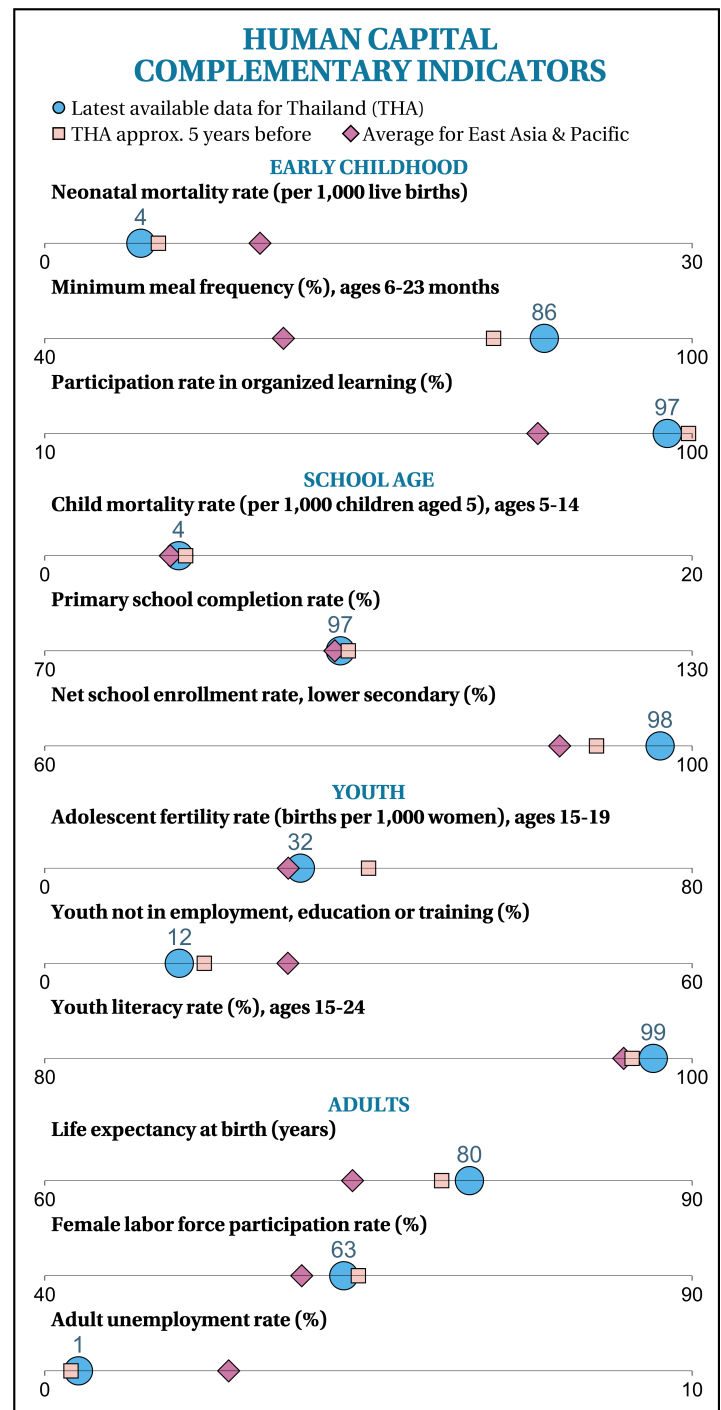 HUMAN CAPITAL
COMPLEMENTARY INDICATORS
Latest available data for Thailand (THA)
THA approx. 5 years before Average for East Asia & Pacific
EARLY CHILDHOOD
Neonatal mortality rate (per 1,000 live births)
4
0 30
Minimum meal frequency (%), ages 6-23 months
86
40 100
Participation rate in organized learning (%)
97
10 100
SCHOOL AGE
Child mortality rate (per 1,000 children aged 5), ages 5-14
4
0 20
Primary school completion rate (%)
97
70 130
Net school enrollment rate, lower secondary (%)
98
60 100
YOUTH
Adolescent fertility rate (births per 1,000 women), ages 15-19
32
0 80
Youth not in employment, education or training (%)
12
0 60
Youth literacy rate (%), ages 15-24
99
80 100
ADULTS
Life expectancy at birth (years)
80
60 90
Female labor force participation rate (%)
63
40 90
Adult unemployment rate (%)
1
0 10